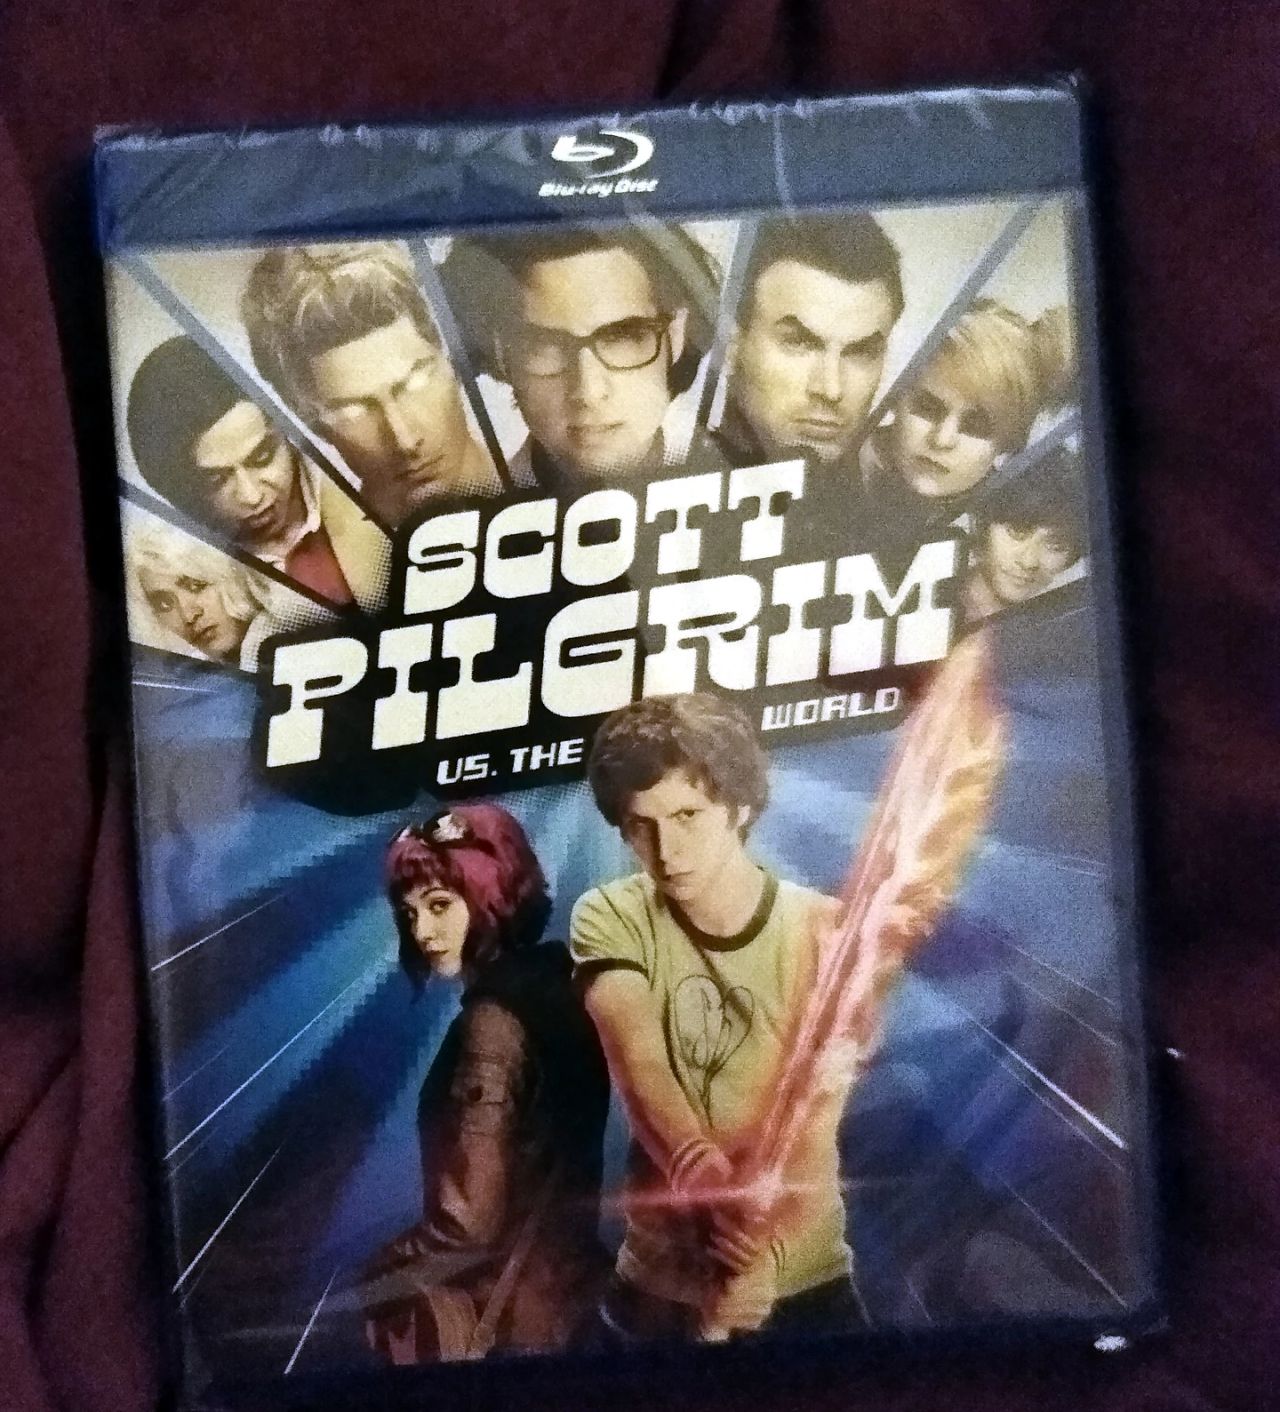 Blu-ray Disc
SCOTT
PILGRIM
VS. THE WORLD